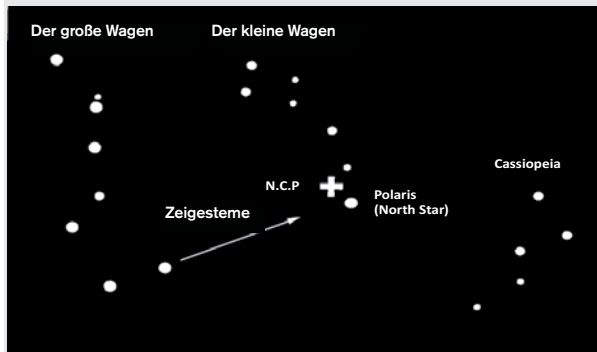 Der große Wagen
Der kleine Wagen
Cassiopeia
N.C.P
Polaris
(North Star)
Zeigesteme